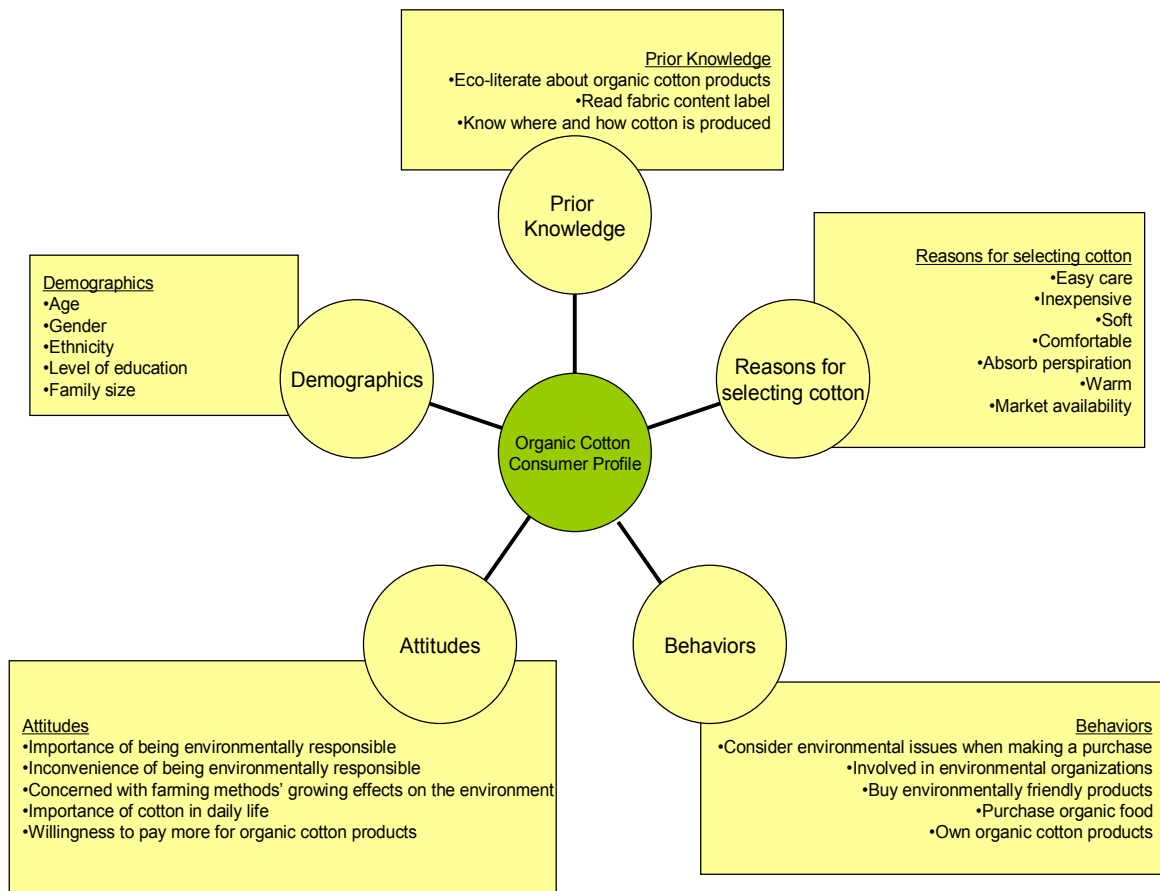 Prior Knowledge
•Eco-literate about organic cotton products
•Read fabric content label
•Know where and how cotton is produced
Prior
Knowledge
Reasons for selecting cotton
•Easy care
•Inexpensive
•Soft
•Comfortable
•Absorb perspiration
•Warm
•Market availability
Reasons for
selecting cotton
Demographics
•Age
•Gender
•Ethnicity
•Level of education
•Family size
Demographics
Organic Cotton
Consumer Profile
Attitudes
Attitudes
•Importance of being environmentally responsible
•Inconvenience of being environmentally responsible
•Concerned with farming methods’ growing effects on the environment
•Importance of cotton in daily life
•Willingness to pay more for organic cotton products
Behaviors
Behaviors
•Consider environmental issues when making a purchase
•Involved in environmental organizations
•Buy environmentally friendly products
•Purchase organic food
•Own organic cotton products